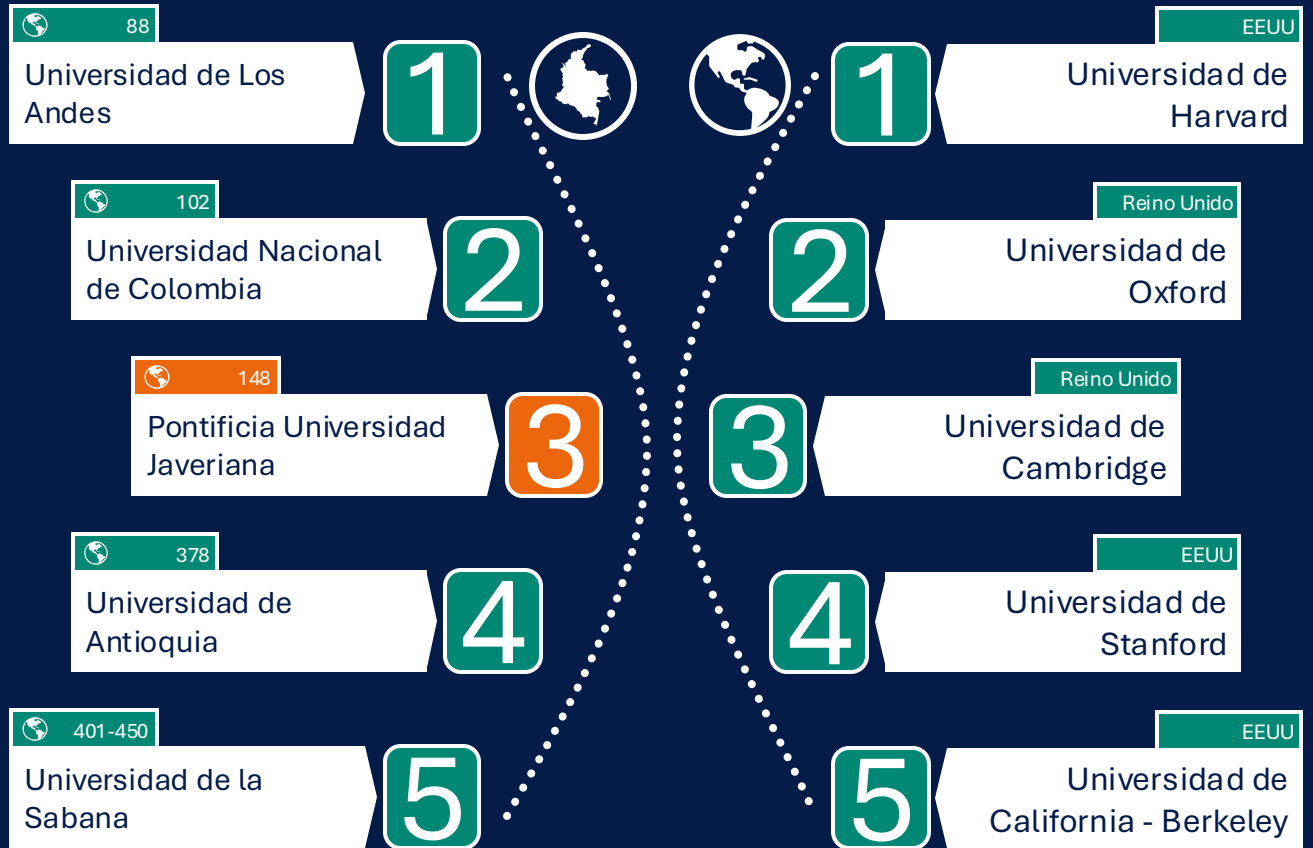 88
Universidad de Los
Andes
1
102
Universidad Nacional
de Colombia
2
148
Pontificia Universidad
Javeriana
3
378
Universidad de
Antioquia
4
401-450
Universidad de la
Sabana
5
EEUU
1
Universidad de
Harvard
Reino Unido
2
Universidad de
Oxford
Reino Unido
3
Universidad de
Cambridge
EEUU
4
Universidad de
Stanford
EEUU
5
Universidad de
California - Berkeley